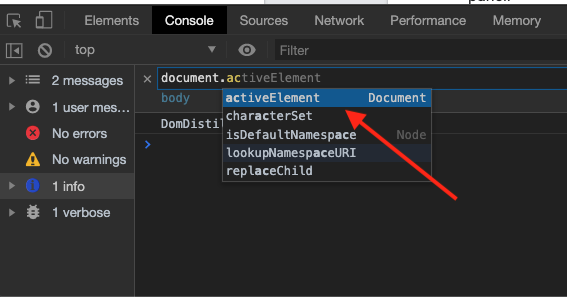 panel.
Elements Console Sources Network Performance Memory
top Filter
2 messages
1 user mes...
No errors
No warnings
1 info
1 verbose
document.activeElement
body
activeElement Document
characterSet
isDefaultNamespace Node
lookupNamespaceURI
replaceChild
DomDistil